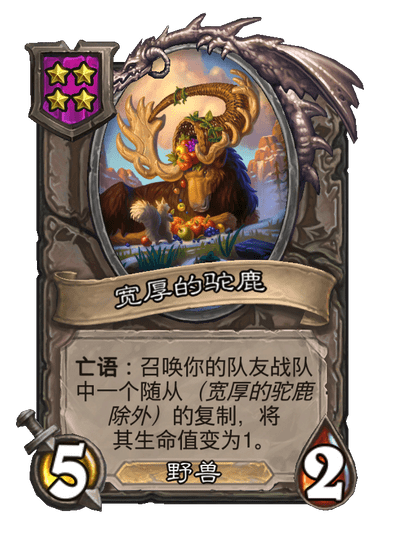 宽厚的驼鹿
亡语：召唤你的队友战队
中一个随从（宽厚的驼鹿
除外）的复制，将
其生命值变为1。
5
野兽
2